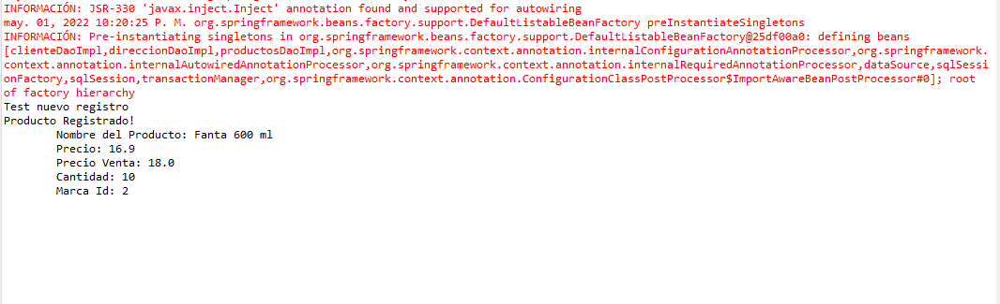 INFORMACIÓN: JSR-330 'javax.inject.Inject' annotation found and supported for autowiring
may. 01, 2022 10:20:25 P. M. org.springframework.beans.factory.support.DefaultListableBeanFactory preInstantiateSingletons
INFORMACIÓN: Pre-instantiating singletons in org.springframework.beans.factory.support.DefaultListableBeanFactory@25df00a0: defining beans
[clienteDaoImpl,direccionDaoImpl,productosDaoImpl,org.springframework.context.annotation.internalConfigurationAnnotationProcessor,org.springframework.
context.annotation.internalAutowiredAnnotationProcessor,org.springframework.context.annotation.internalRequiredAnnotationProcessor,dataSource,sqlSessi
onFactory,sqlSession,transactionManager,org.springframework.context.annotation.ConfigurationClassPostProcessor$ImportAwareBeanPostProcessor#0]; root
of factory hierarchy
Test nuevo registro
Producto Registrado!
Nombre del Producto: Fanta 600 ml
Precio: 16.9
Precio Venta: 18.0
Cantidad: 10
Marca Id: 2